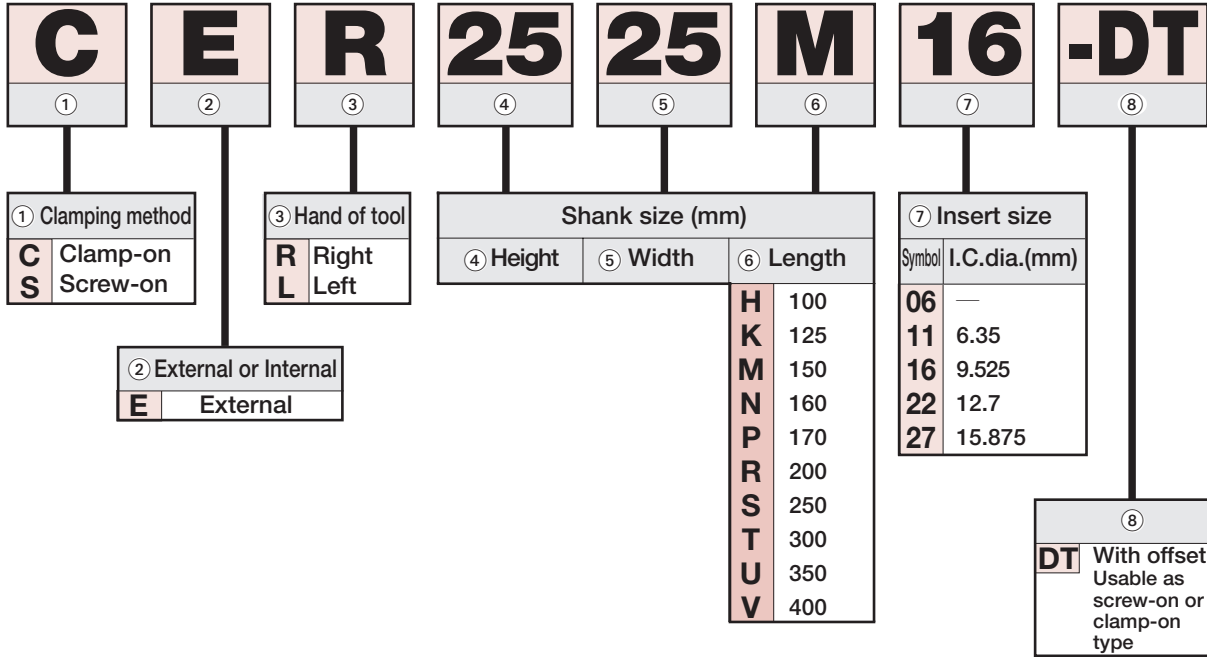 C E R 25 25 M 16 -DT
① ② ③ ④ ⑤ ⑥ ⑦ ⑧
① Clamping method
C Clamp-on
S Screw-on
② External or Internal
E External
③ Hand of tool
R Right
L Left
Shank size (mm)
④ Height ⑤ Width ⑥ Length
H 100
K 125
M 150
N 160
P 170
R 200
S 250
T 300
U 350
V 400
⑦ Insert size
Symbol I.C.dia.(mm)
06 —
11 6.35
16 9.525
22 12.7
27 15.875
⑧
DT With offset
Usable as
screw-on or
clamp-on
type